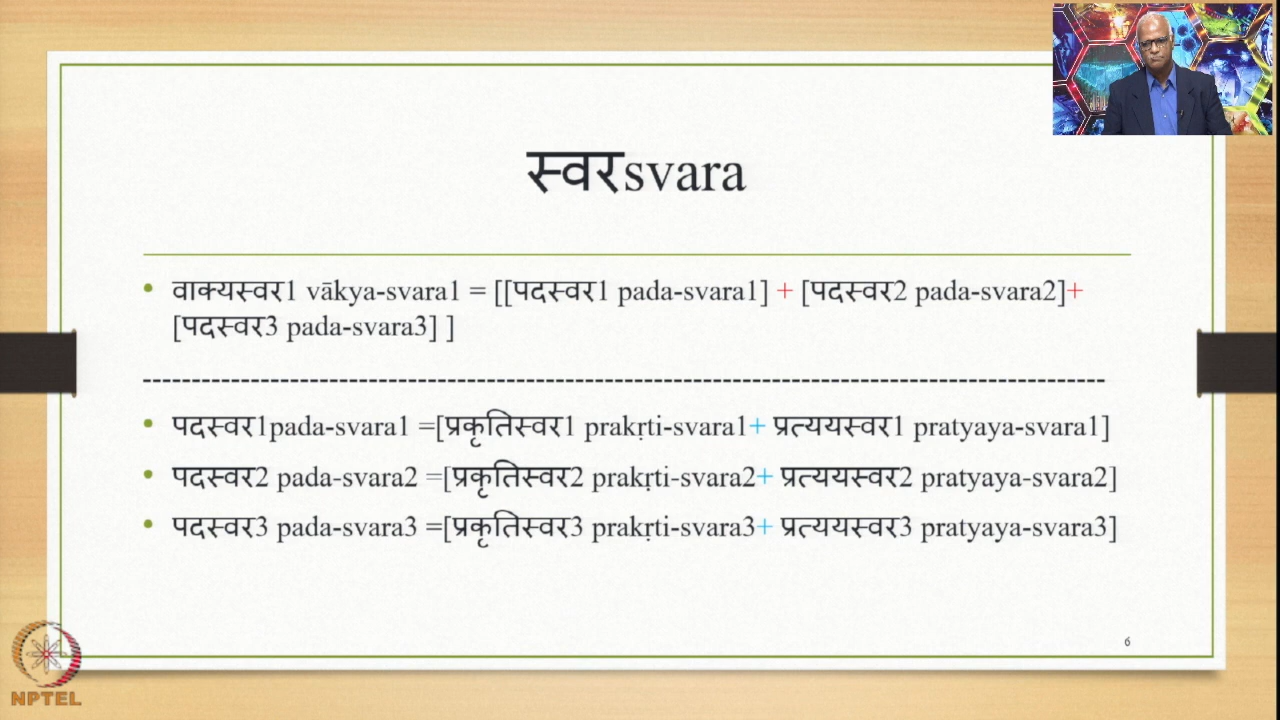 स्वरsvara
• वाक्यस्वर1 vākya-svara1 = [[पदस्वर1 pada-svara1] + [पदस्वर2 pada-svara2]+
[पदस्वर3 pada-svara3] ]
• पदस्वर1pada-svara1 =[प्रकृतिस्वर1 prakṛti-svara1+ प्रत्ययस्वर1 pratyaya-svara1]
• पदस्वर2 pada-svara2 =[प्रकृतिस्वर2 prakṛti-svara2+ प्रत्ययस्वर2 pratyaya-svara2]
• पदस्वर3 pada-svara3 =[प्रकृतिस्वर3 prakṛti-svara3+ प्रत्ययस्वर3 pratyaya-svara3]
6
NPTEL